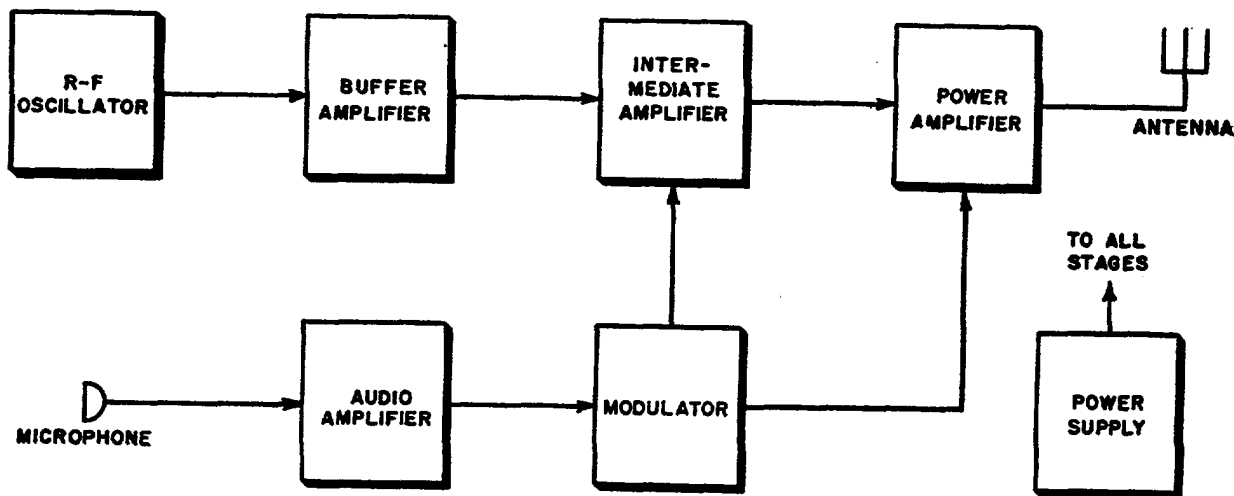 R-F
OSCILLATOR
BUFFER
AMPLIFIER
INTER-
MEDIATE
AMPLIFIER
POWER
AMPLIFIER
ANTENNA
TO ALL
STAGES
MICROPHONE
AUDIO
AMPLIFIER
MODULATOR
POWER
SUPPLY